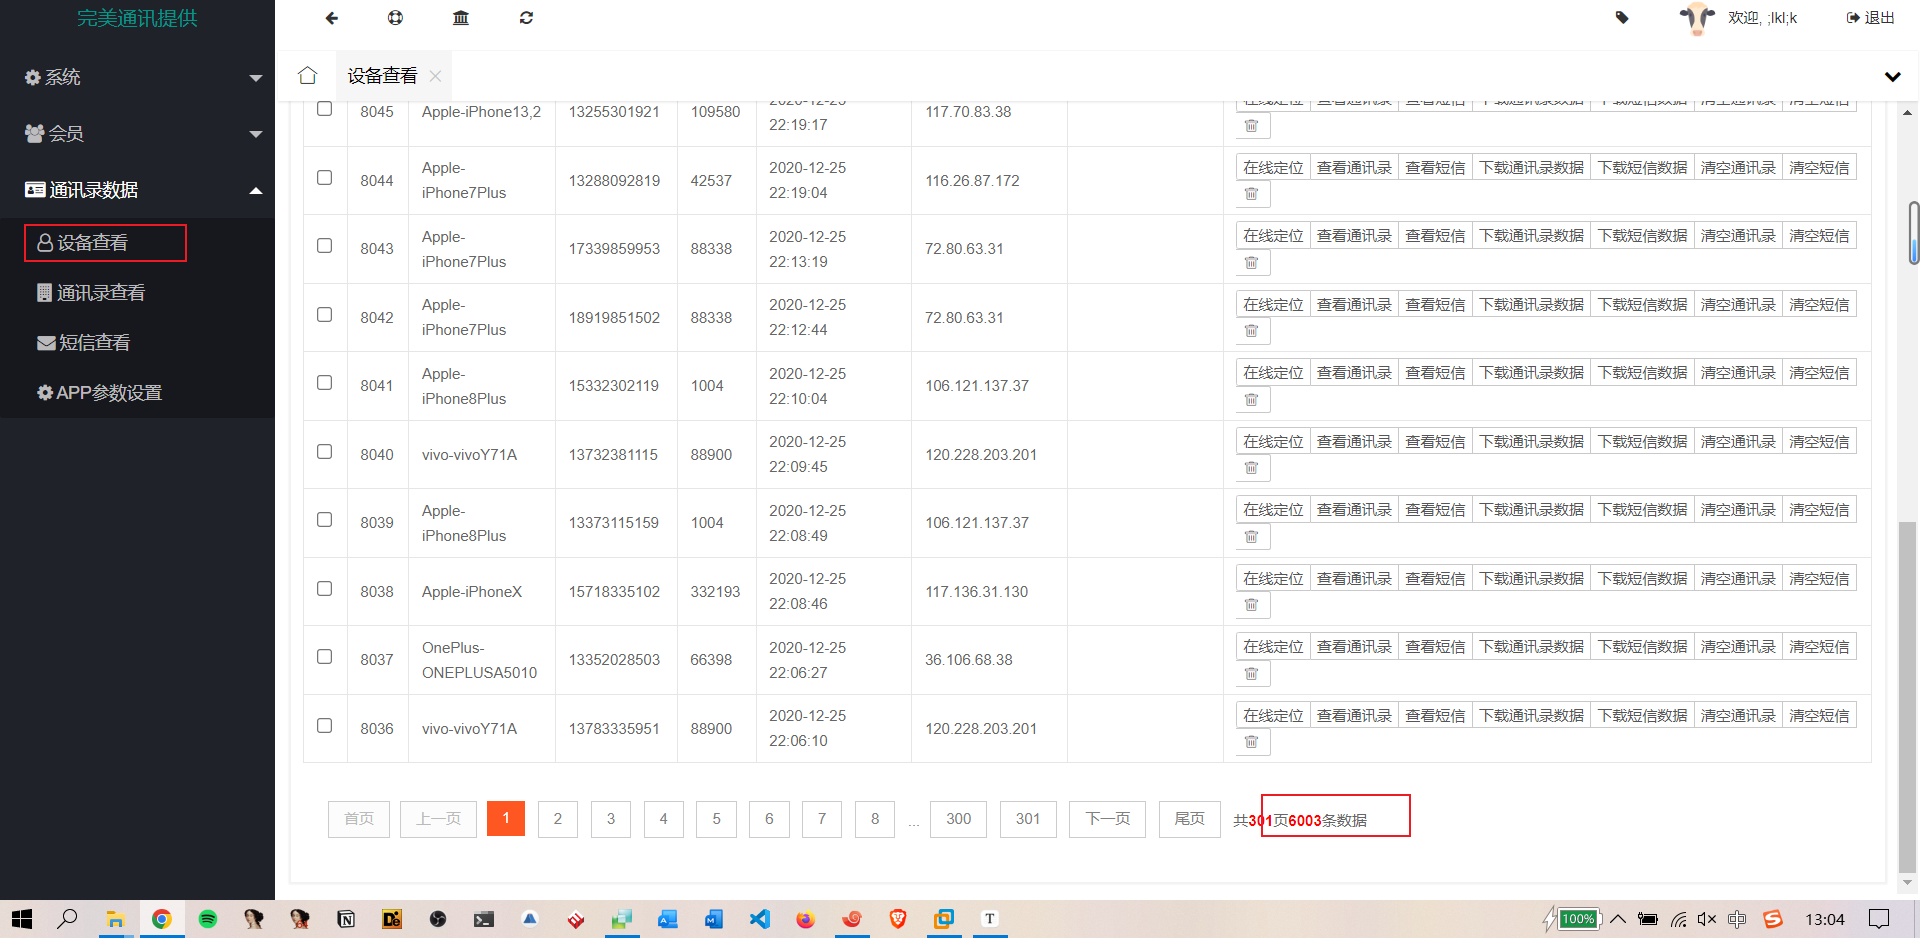 完美通讯提供
欢迎, ;lkl;k
退出
系统
会员
通讯录数据
设备查看
通讯录查看
短信查看
APP参数设置
设备查看
8045 Apple-iPhone13,2 13255301921 109580 2020-12-25 22:19:17 117.70.83.38 在线定位 查看通讯录 查看短信 下载通讯录数据 下载短信数据 清空通讯录 清空短信
8044 Apple-iPhone7Plus 13288092819 42537 2020-12-25 22:19:04 116.26.87.172 在线定位 查看通讯录 查看短信 下载通讯录数据 下载短信数据 清空通讯录 清空短信
8043 Apple-iPhone7Plus 17339859953 88338 2020-12-25 22:13:19 72.80.63.31 在线定位 查看通讯录 查看短信 下载通讯录数据 下载短信数据 清空通讯录 清空短信
8042 Apple-iPhone7Plus 18919851502 88338 2020-12-25 22:12:44 72.80.63.31 在线定位 查看通讯录 查看短信 下载通讯录数据 下载短信数据 清空通讯录 清空短信
8041 Apple-iPhone8Plus 15332302119 1004 2020-12-25 22:10:04 106.121.137.37 在线定位 查看通讯录 查看短信 下载通讯录数据 下载短信数据 清空通讯录 清空短信
8040 vivo-vivoY71A 13732381115 88900 2020-12-25 22:09:45 120.228.203.201 在线定位 查看通讯录 查看短信 下载通讯录数据 下载短信数据 清空通讯录 清空短信
8039 Apple-iPhone8Plus 13373115159 1004 2020-12-25 22:08:49 106.121.137.37 在线定位 查看通讯录 查看短信 下载通讯录数据 下载短信数据 清空通讯录 清空短信
8038 Apple-iPhoneX 15718335102 332193 2020-12-25 22:08:46 117.136.31.130 在线定位 查看通讯录 查看短信 下载通讯录数据 下载短信数据 清空通讯录 清空短信
8037 OnePlus-ONEPLUSA5010 13352028503 66398 2020-12-25 22:06:27 36.106.68.38 在线定位 查看通讯录 查看短信 下载通讯录数据 下载短信数据 清空通讯录 清空短信
8036 vivo-vivoY71A 13783335951 88900 2020-12-25 22:06:10 120.228.203.201 在线定位 查看通讯录 查看短信 下载通讯录数据 下载短信数据 清空通讯录 清空短信
首页 上一页 1 2 3 4 5 6 7 8 ... 300 301 下一页 尾页 共301页6003条数据
100% 中 13:04